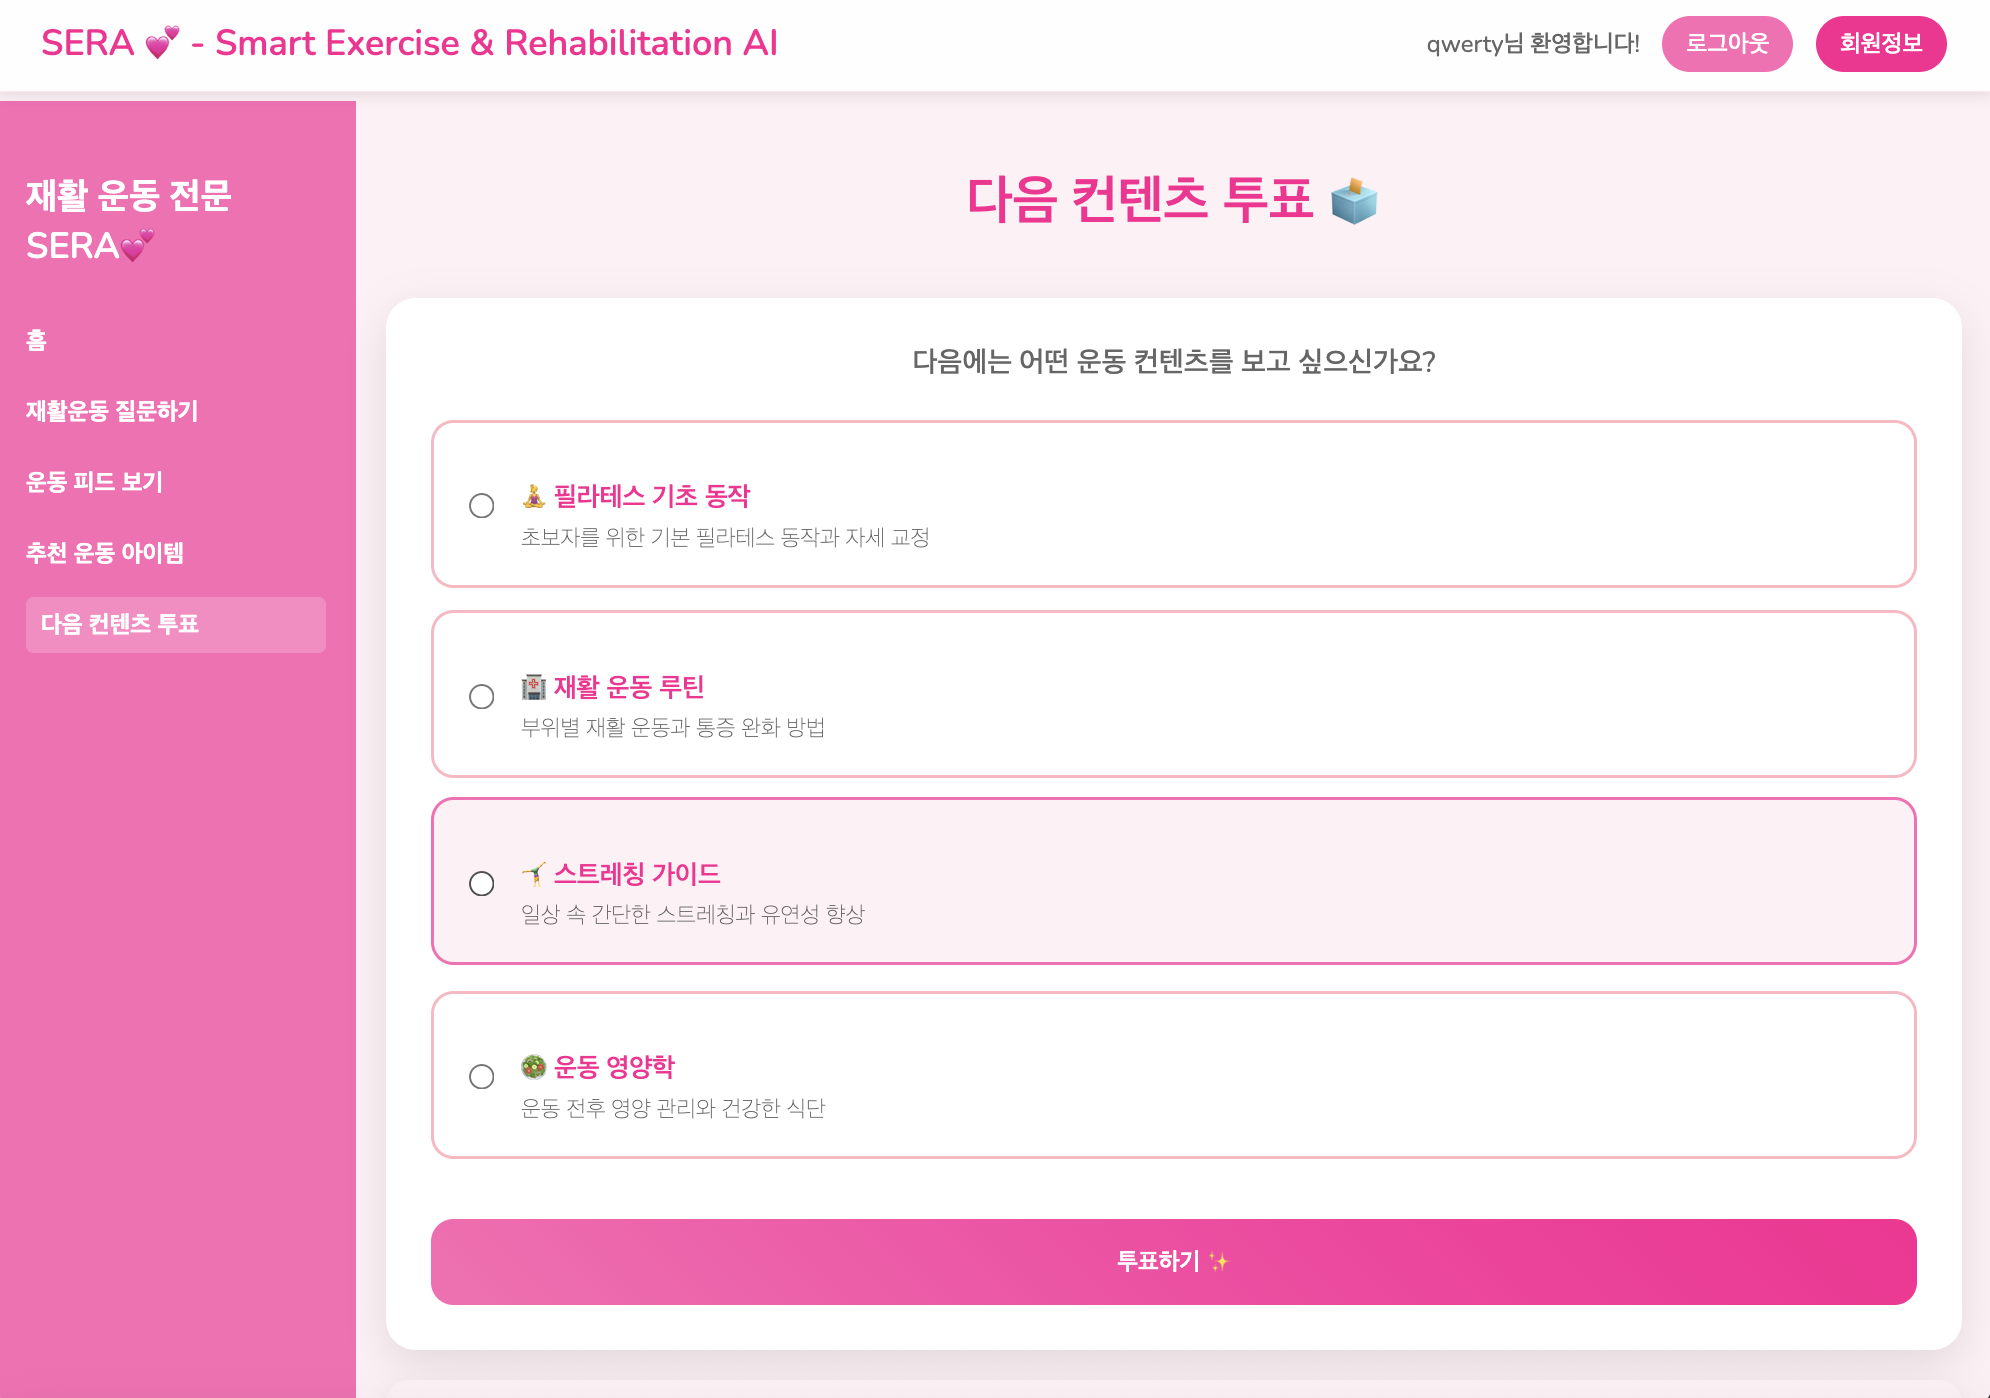 SERA 💕 - Smart Exercise & Rehabilitation AI
qwerty님 환영합니다!
로그아웃
회원정보
재활 운동 전문
SERA💕
홈
재활운동 질문하기
운동 피드 보기
추천 운동 아이템
다음 컨텐츠 투표
다음 컨텐츠 투표 🗳️
다음에는 어떤 운동 컨텐츠를 보고 싶으신가요?
🧘 필라테스 기초 동작
초보자를 위한 기본 필라테스 동작과 자세 교정
🏥 재활 운동 루틴
부위별 재활 운동과 통증 완화 방법
🤸 스트레칭 가이드
일상 속 간단한 스트레칭과 유연성 향상
🥗 운동 영양학
운동 전후 영양 관리와 건강한 식단
투표하기 ✨